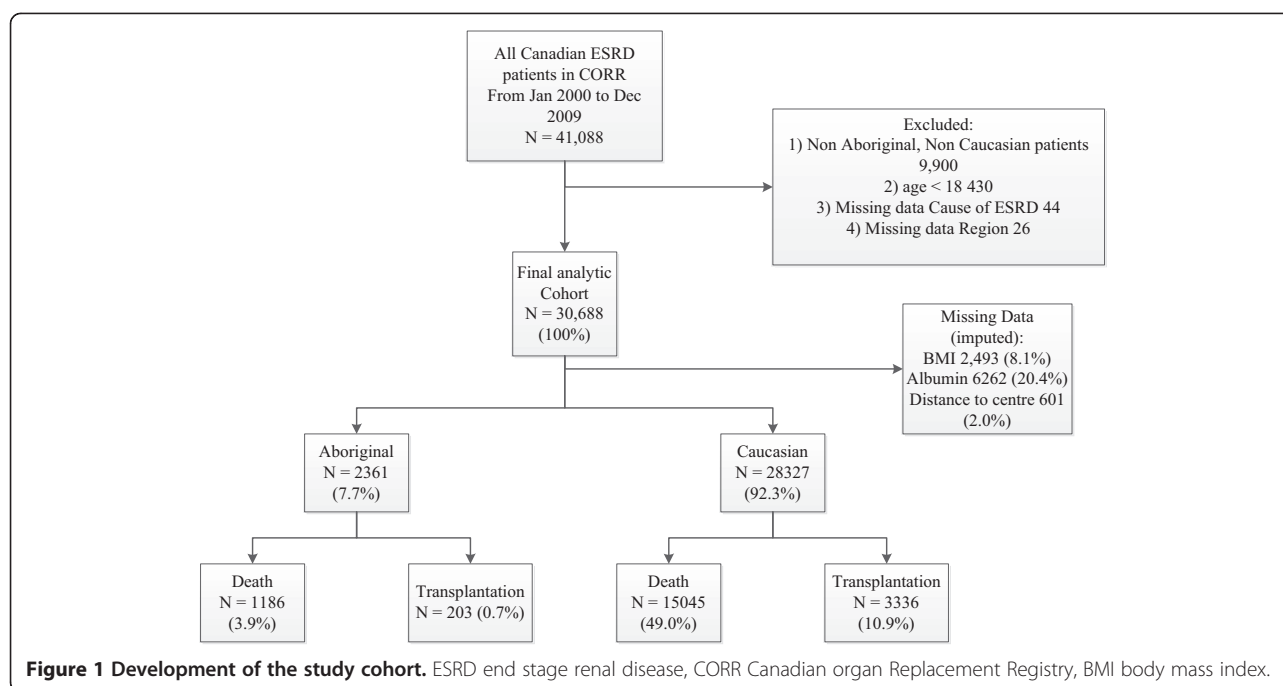 All Canadian ESRD
patients in CORR
From Jan 2000 to Dec
2009
N = 41,088
Excluded:
1) Non Aboriginal, Non Caucasian patients
9,900
2) age < 18 430
3) Missing data Cause of ESRD 44
4) Missing data Region 26
Final analytic
Cohort
N = 30,688
(100%)
Missing Data
(imputed):
BMI 2,493 (8.1%)
Albumin 6262 (20.4%)
Distance to centre 601
(2.0%)
Aboriginal
N = 2361
(7.7%)
Caucasian
N = 28327
(92.3%)
Death
N = 1186
(3.9%)
Transplantation
N = 203 (0.7%)
Death
N = 15045
(49.0%)
Transplantation
N = 3336
(10.9%)
Figure 1 Development of the study cohort. ESRD end stage renal disease, CORR Canadian organ Replacement Registry, BMI body mass index.